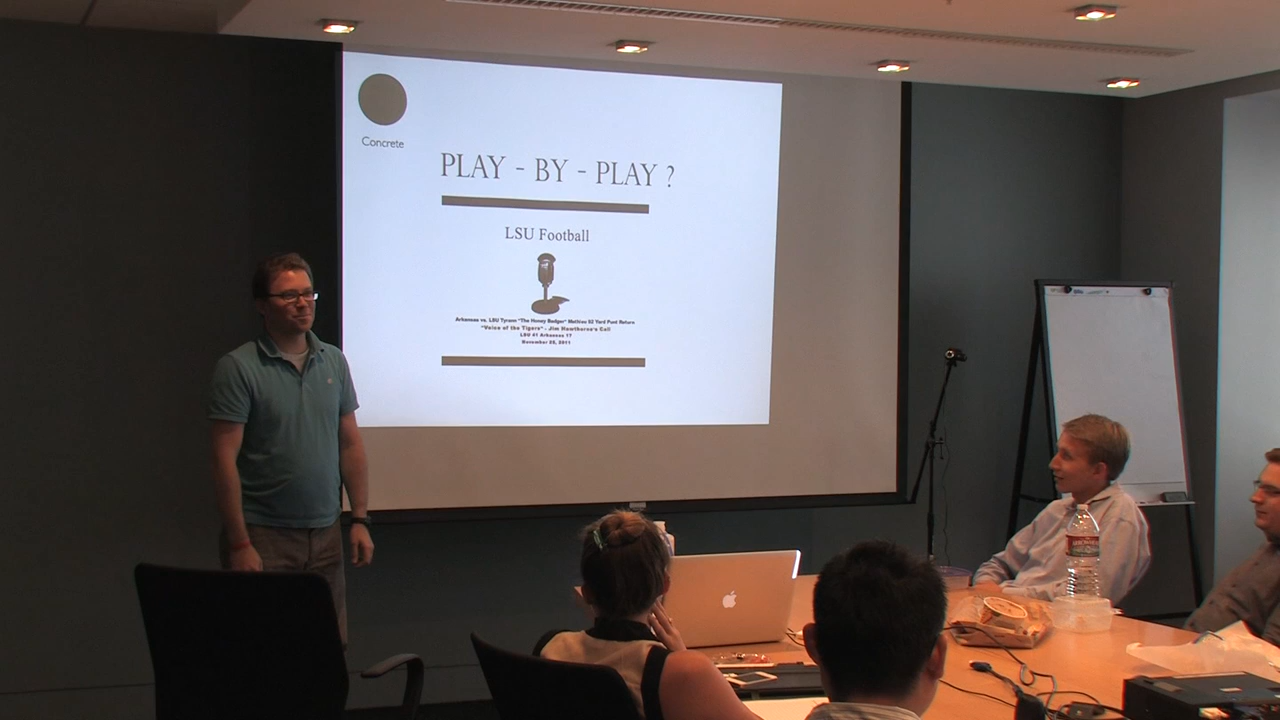 Concrete
PLAY - BY - PLAY ?
LSU Football
Arkansas vs. LSU Tyrann "The Honey Badger" Mathieu 92 Yard Punt Return
"Voice of the Tigers" - Jim Hawthorne's Call
LSU 41 Arkansas 17
November 25, 2011
ARROWHEAD